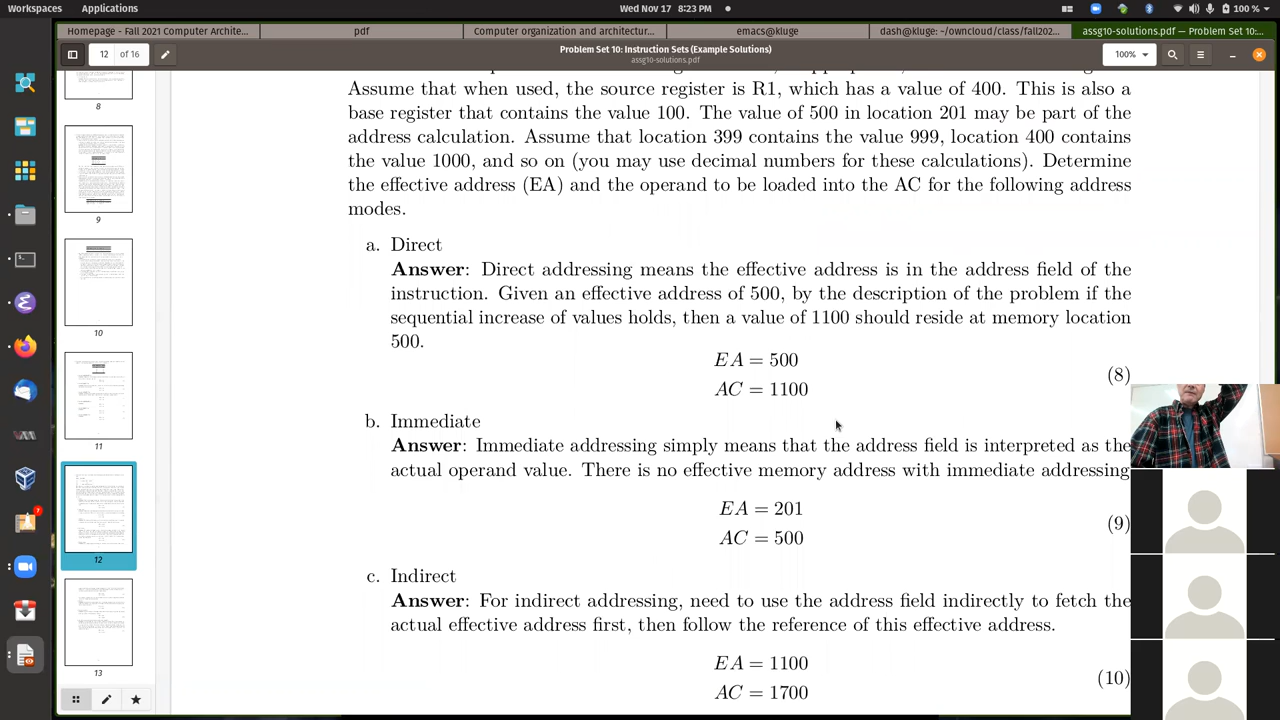 Workspaces
Applications
Wed Nov 17 8:23 PM
100 %
Homepage - Fall 2021 Computer Archite...
pdf
Computer organization and architectur...
emacs@kluge
dash@kluge: ~/owncloud/class/fall202...
assg10-solutions.pdf — Problem Set 10:...
12 of 16
Problem Set 10: Instruction Sets (Example Solutions)
assg10-solutions.pdf
100%
8
9
10
11
12
13
Assume that when used, the source register is R1, which has a value of 400. This is also a
base register that contains the value 100. The value of 500 in location 201 may be part of the
address calculation. Assume that location 399 contains the value 999, location 400 contains
the value 1000, and so on (you may use decimal numbers for these calculations). Determine
the effective address (EA) and the operand to be loaded into the AC for the following address
modes.
a. Direct
Answer: Direct addressing means the effective address is in the address field of the
instruction. Given an effective address of 500, by the description of the problem if the
sequential increase of values holds, then a value of 1100 should reside at memory location
500.
EA = 500
AC = 1100
(8)
b. Immediate
Answer: Immediate addressing simply means that the address field is interpreted as the
actual operand value. There is no effective memory address with immediate addressing
EA = 201
AC = 500
(9)
c. Indirect
Answer: For indirect addressing, need to use the address field indirectly to fetch the
actual effective address first, then follow the reference of this effective address.
EA = 1100
AC = 1700
(10)